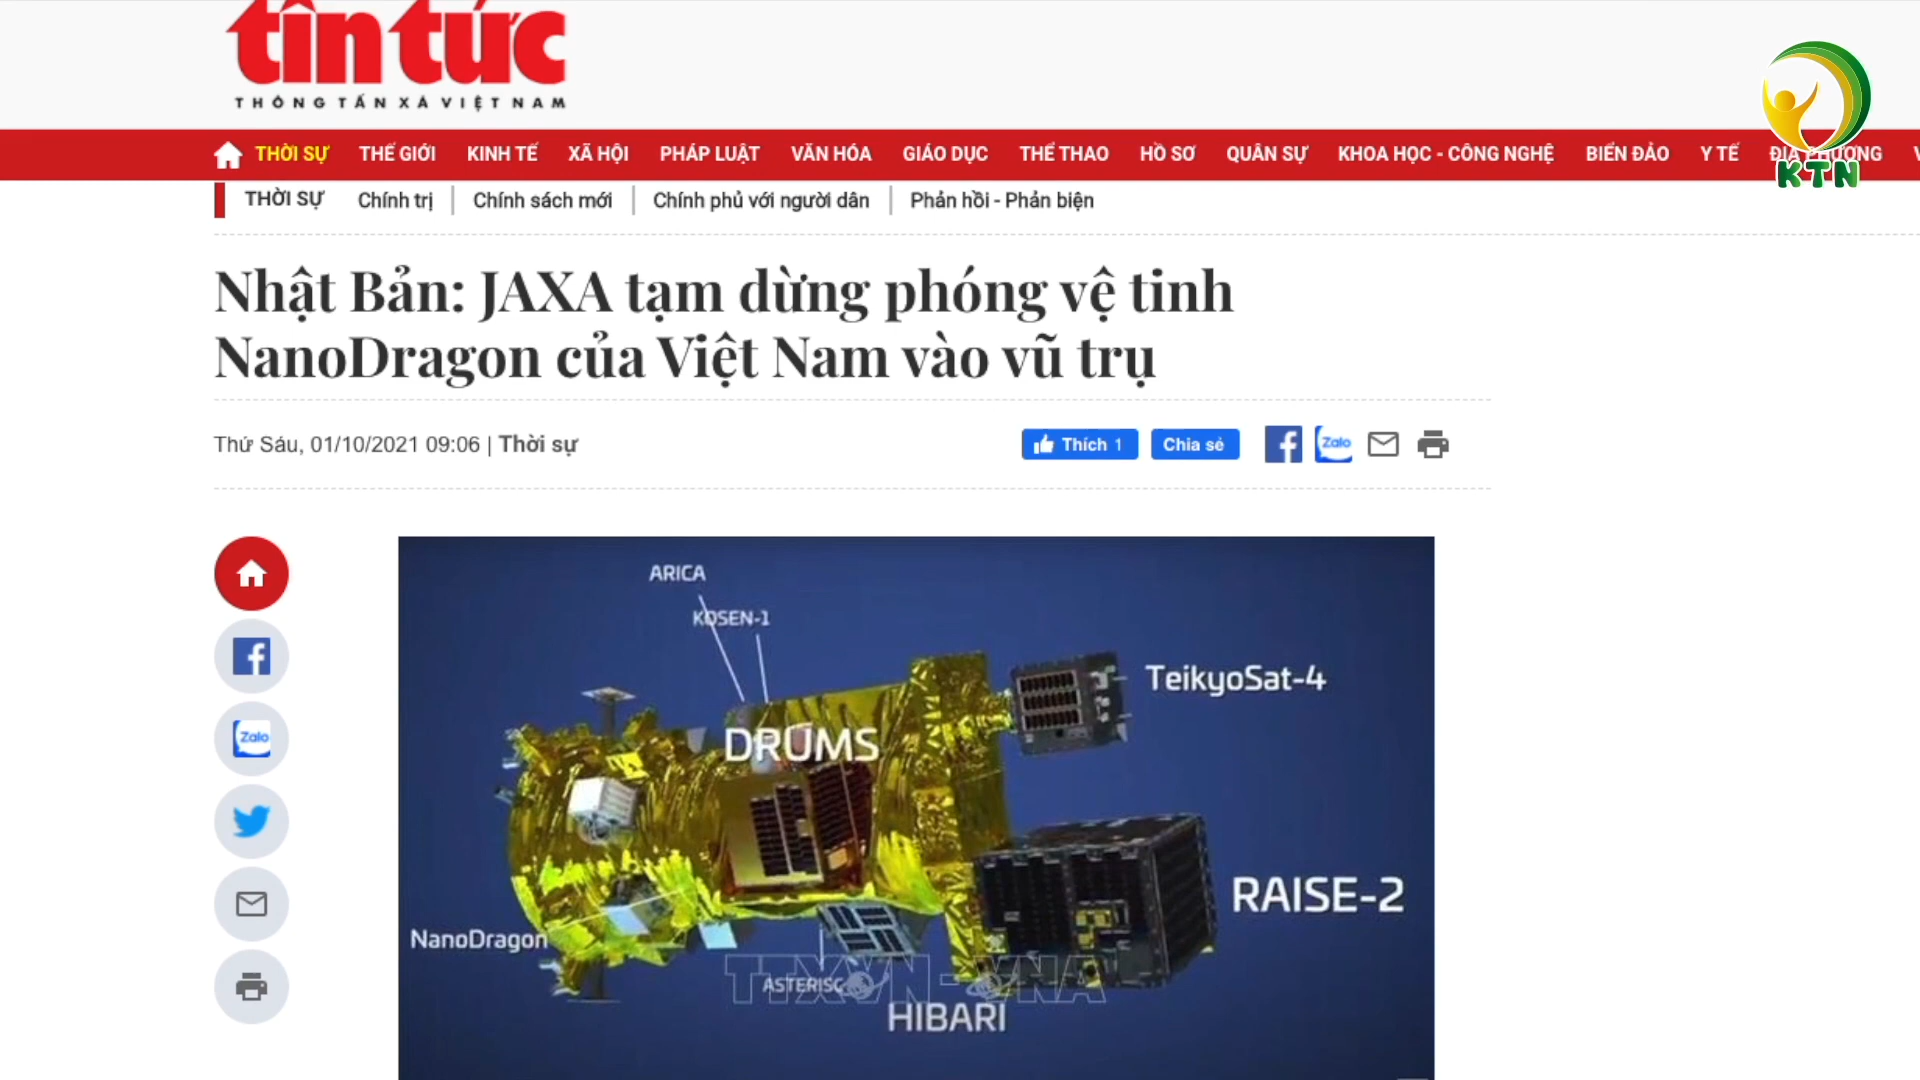 tin tức
THÔNG TẤN XÃ VIỆT NAM
KTN
THỜI SỰ THẾ GIỚI KINH TẾ XÃ HỘI PHÁP LUẬT VĂN HÓA GIÁO DỤC THỂ THAO HỒ SƠ QUÂN SỰ KHOA HỌC - CÔNG NGHỆ BIỂN ĐẢO Y TẾ ĐỊA PHƯƠNG
THỜI SỰ Chính trị Chính sách mới Chính phủ với người dân Phản hồi - Phản biện
Nhật Bản: JAXA tạm dừng phóng vệ tinh
NanoDragon của Việt Nam vào vũ trụ
Thứ Sáu, 01/10/2021 09:06 | Thời sự
Thích 1 Chia sẻ Zalo
Zalo
ARICA
KOSEN-1
TeikyoSat-4
DRUMS
RAISE-2
NanoDragon
TTXVN - VNA
ASTERISC
HIBARI